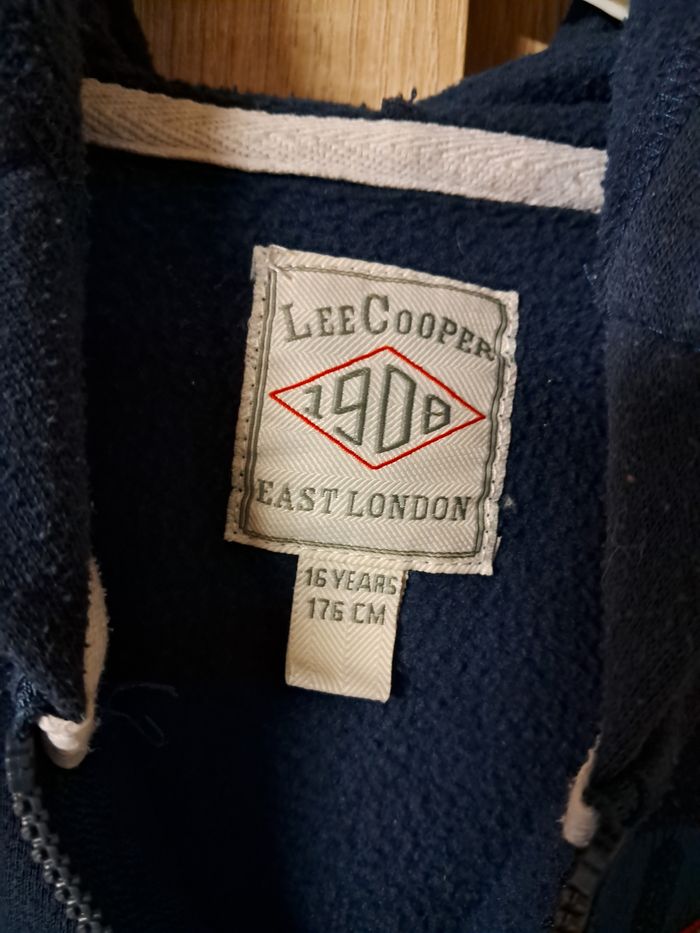 LEE COOPER
1908
EAST LONDON
16 YEARS
176 CM